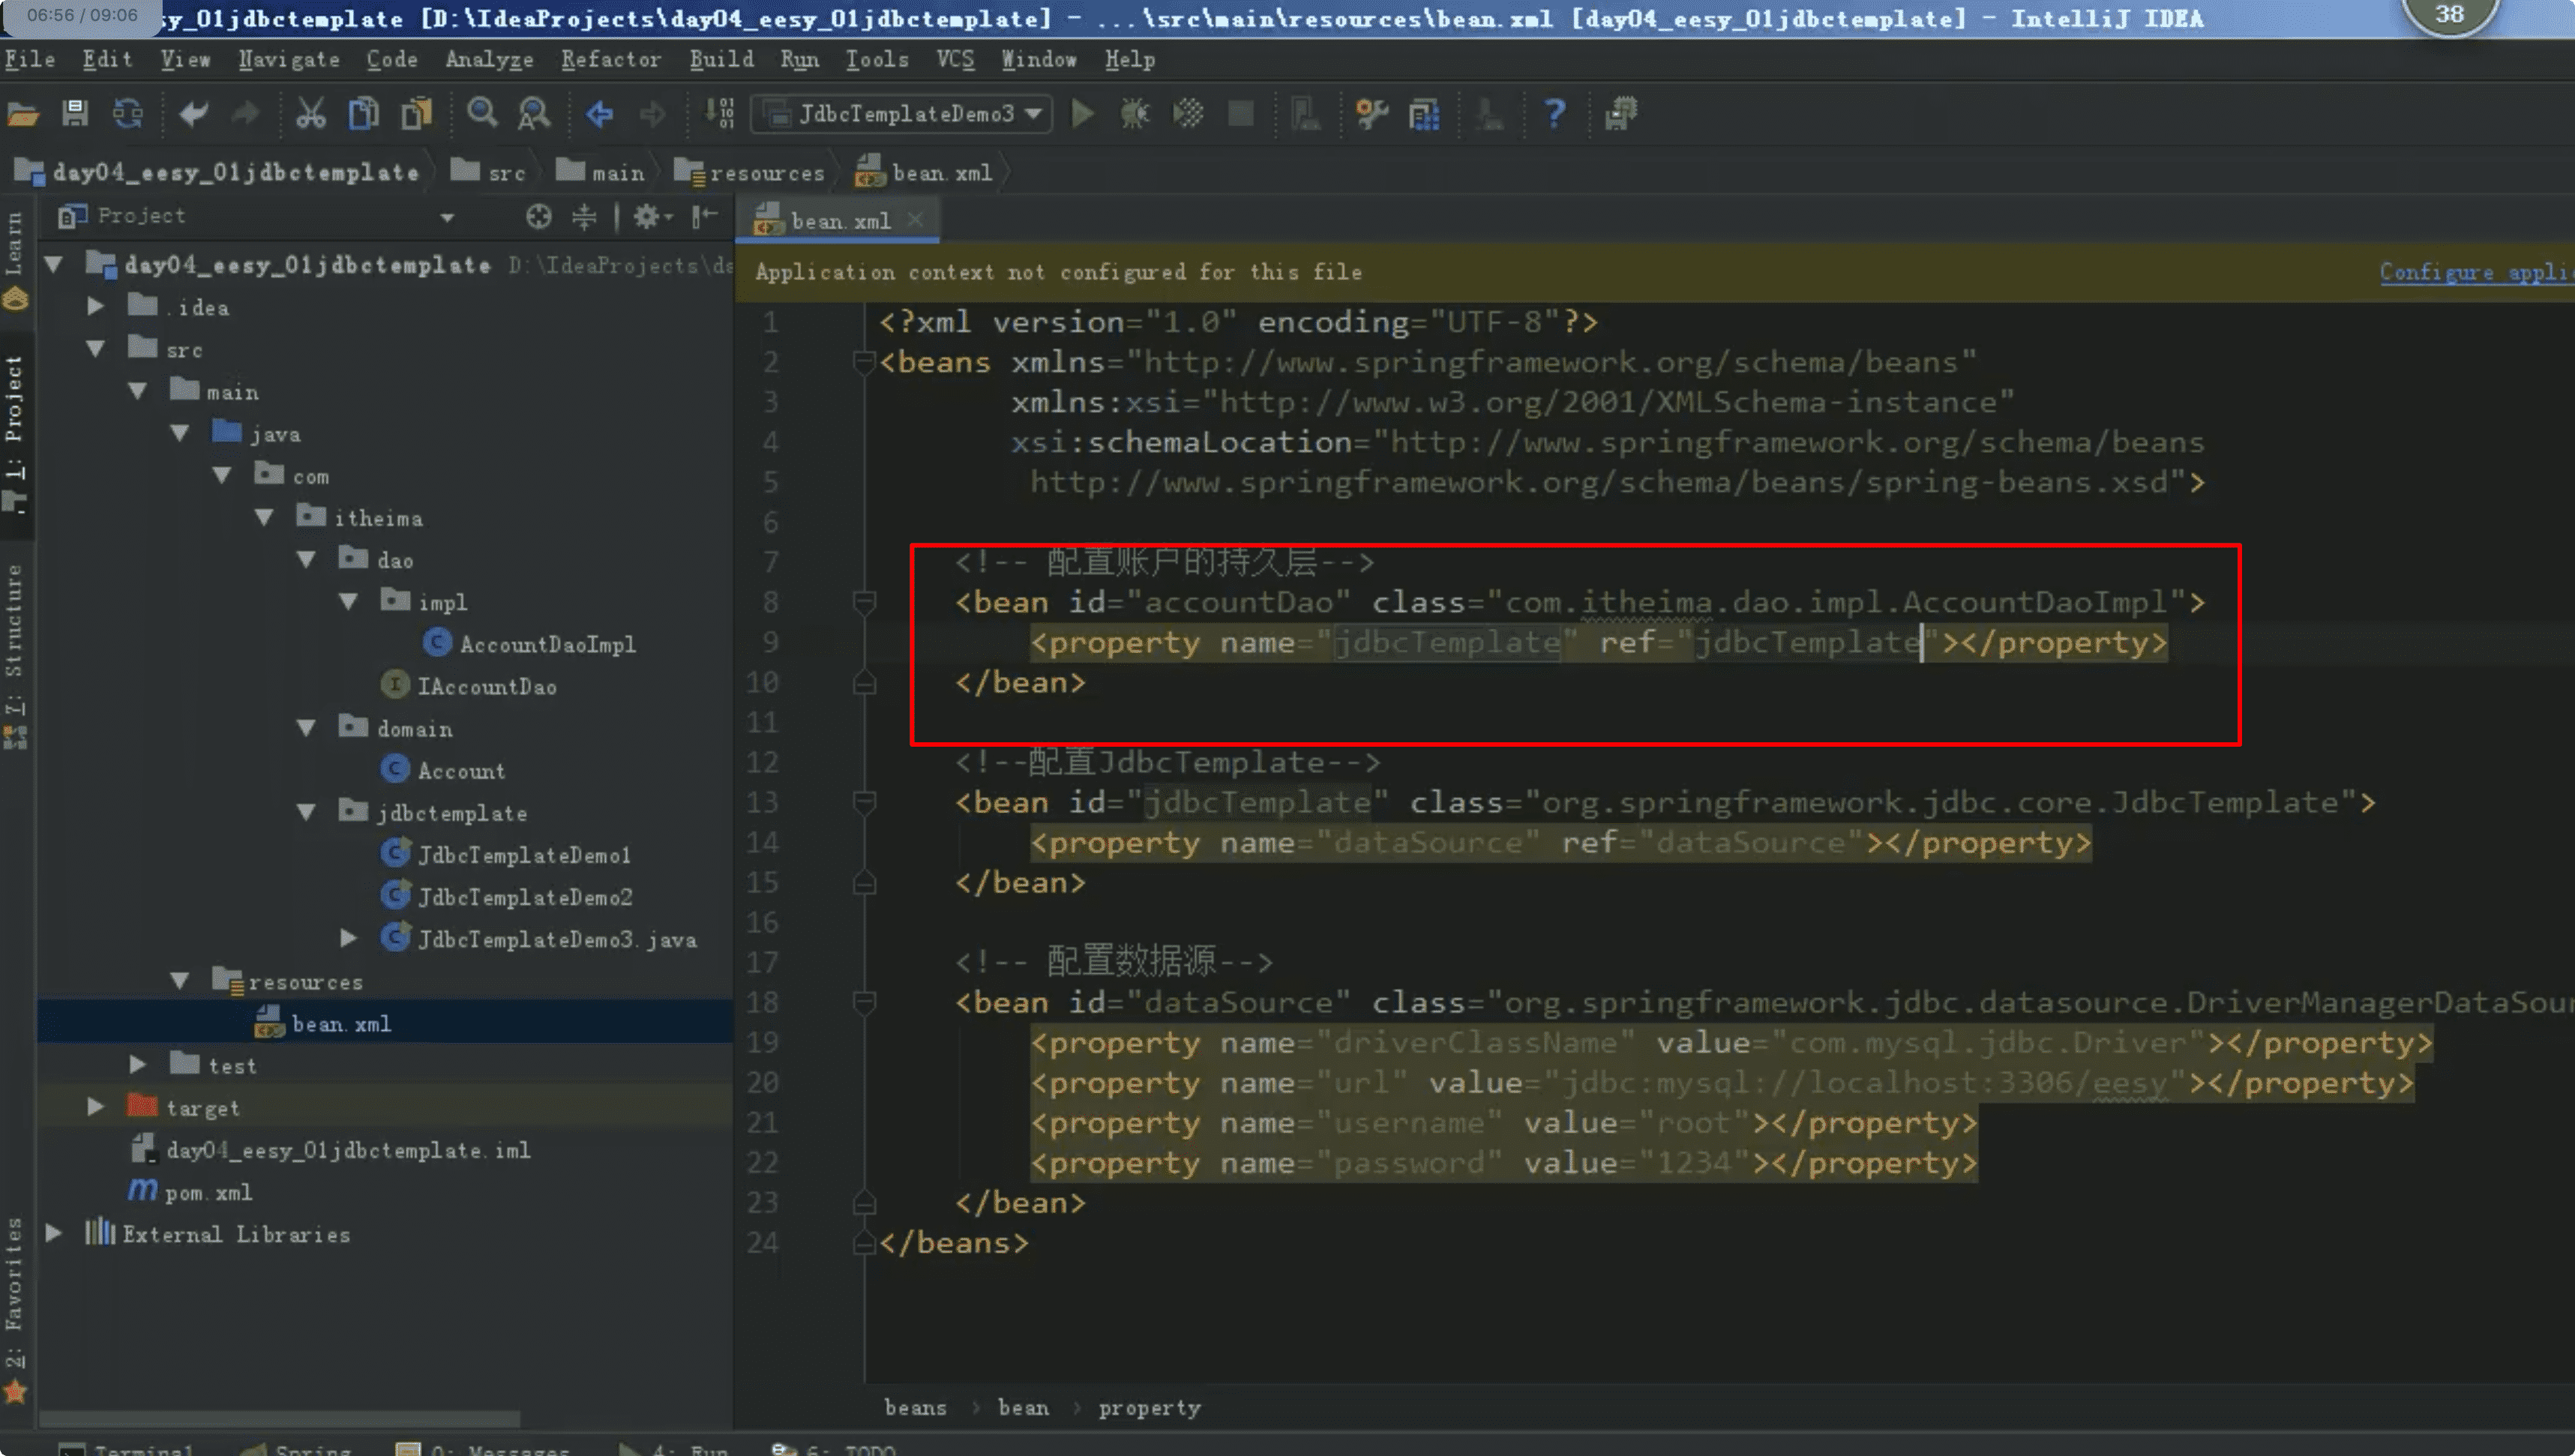 06:56 / 09:06
sy_01jdbctemplate [D:\IdeaProjects\day04_eesy_01jdbctemplate] - ...\src\main\resources\bean.xml [day04_eesy_01jdbctemplate] - IntelliJ IDEA
38
File Edit View Navigate Code Analyze Refactor Build Run Tools VCS Window Help
JdbcTemplateDemo3
day04_eesy_01jdbctemplate src main resources bean.xml
Project
bean.xml
Learn
1: Project
7: Structure
2: Favorites
day04_eesy_01jdbctemplate D:\IdeaProjects\da
.idea
src
main
java
com
itheima
dao
impl
AccountDaoImpl
IAccountDao
domain
Account
jdbctemplate
JdbcTemplateDemo1
JdbcTemplateDemo2
JdbcTemplateDemo3.java
resources
bean.xml
test
target
day04_eesy_01jdbctemplate.iml
pom.xml
External Libraries
Application context not configured for this file
Configure appli
1 <?xml version="1.0" encoding="UTF-8"?>
2 <beans xmlns="http://www.springframework.org/schema/beans"
3 xmlns:xsi="http://www.w3.org/2001/XMLSchema-instance"
4 xsi:schemaLocation="http://www.springframework.org/schema/beans
5 http://www.springframework.org/schema/beans/spring-beans.xsd">
6
7 <!-- 配置账户的持久层-->
8 <bean id="accountDao" class="com.itheima.dao.impl.AccountDaoImpl">
9 <property name="jdbcTemplate" ref="jdbcTemplate"></property>
10 </bean>
11
12 <!--配置JdbcTemplate-->
13 <bean id="jdbcTemplate" class="org.springframework.jdbc.core.JdbcTemplate">
14 <property name="dataSource" ref="dataSource"></property>
15 </bean>
16
17 <!-- 配置数据源-->
18 <bean id="dataSource" class="org.springframework.jdbc.datasource.DriverManagerDataSour
19 <property name="driverClassName" value="com.mysql.jdbc.Driver"></property>
20 <property name="url" value="jdbc:mysql://localhost:3306/eesy"></property>
21 <property name="username" value="root"></property>
22 <property name="password" value="1234"></property>
23 </bean>
24 </beans>
beans bean property
Terminal Spring 0: Messages 4: Run 6: TODO